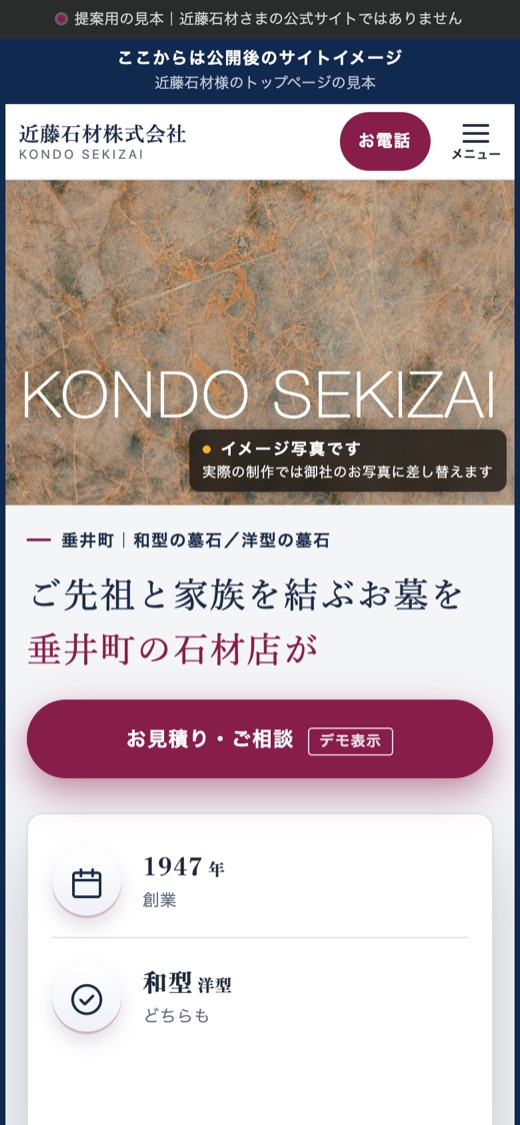 提案用の見本｜近藤石材さまの公式サイトではありません
ここからは公開後のサイトイメージ
近藤石材様のトップページの見本
近藤石材株式会社
KONDO SEKIZAI
お電話
メニュー
KONDO SEKIZAI
イメージ写真です
実際の制作では御社のお写真に差し替えます
垂井町｜和型の墓石／洋型の墓石
ご先祖と家族を結ぶお墓を
垂井町の石材店が
お見積り・ご相談 デモ表示
1947 年
創業
和型 洋型
どちらも